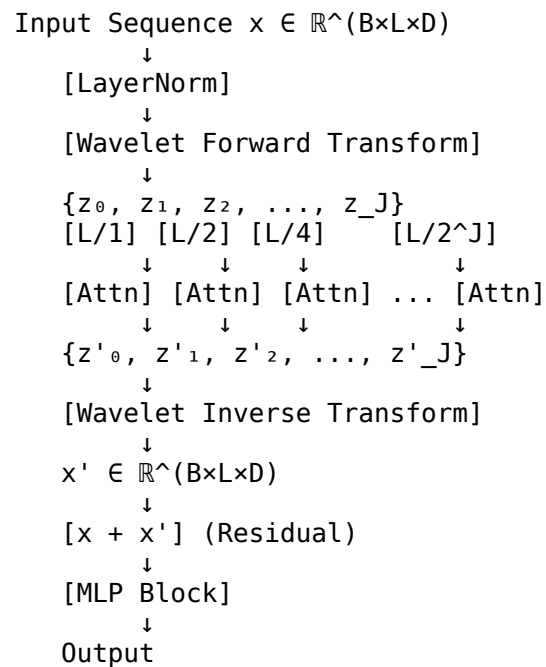 Input Sequence x ∈ ℝ^(B×L×D)
↓
[LayerNorm]
↓
[Wavelet Forward Transform]
↓
{z₀, z₁, z₂, ..., z_J}
[L/1] [L/2] [L/4] [L/2^J]
↓ ↓ ↓ ↓
[Attn] [Attn] [Attn] ... [Attn]
↓ ↓ ↓ ↓
{z'₀, z'₁, z'₂, ..., z'_J}
↓
[Wavelet Inverse Transform]
↓
x' ∈ ℝ^(B×L×D)
↓
[x + x'] (Residual)
↓
[MLP Block]
↓
Output